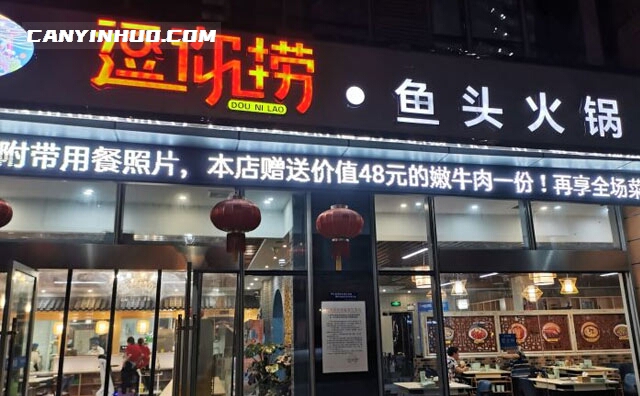 CANYINHUO.COM
逗你捞
DOU NI LAO
·鱼头火锅
附带用餐照片，本店赠送价值48元的嫩牛肉一份！再享全场菜